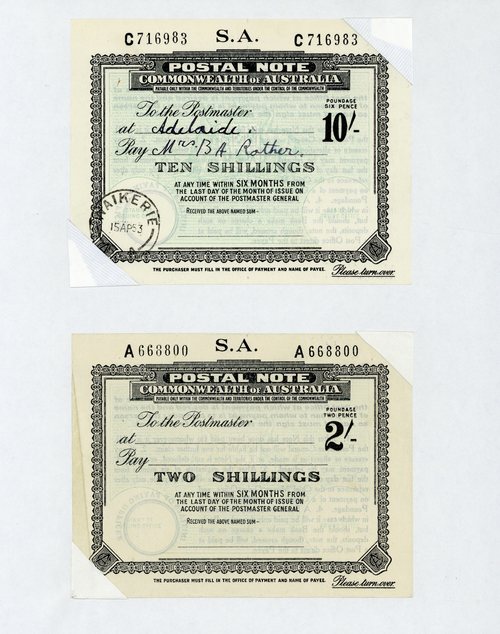 C716983 S.A. C716983
POSTAL NOTE
COMMONWEALTH OF AUSTRALIA
PAYABLE ONLY WITHIN THE COMMONWEALTH AND TERRITORIES UNDER THE CONTROL OF THE COMMONWEALTH
To the Postmaster
POUNDAGE
SIX PENCE
at Adelaide.
10/-
Pay Mrs B A Rather.
TEN SHILLINGS
AT ANY TIME WITHIN SIX MONTHS FROM
THE LAST DAY OF THE MONTH OF ISSUE ON
ACCOUNT OF THE POSTMASTER GENERAL
RECEIVED THE ABOVE NAMED SUM-
WAIKERIE
15AP63
THE PURCHASER MUST FILL IN THE OFFICE OF PAYMENT AND NAME OF PAYEE. Please turn over.
A668800 S.A. A668800
POSTAL NOTE
COMMONWEALTH OF AUSTRALIA
PAYABLE ONLY WITHIN THE COMMONWEALTH AND TERRITORIES UNDER THE CONTROL OF THE COMMONWEALTH
To the Postmaster
POUNDAGE
TWO PENCE
at
2/-
Pay
TWO SHILLINGS
AT ANY TIME WITHIN SIX MONTHS FROM
THE LAST DAY OF THE MONTH OF ISSUE ON
ACCOUNT OF THE POSTMASTER GENERAL
RECEIVED THE ABOVE NAMED SUM-
THE PURCHASER MUST FILL IN THE OFFICE OF PAYMENT AND NAME OF PAYEE. Please turn over.